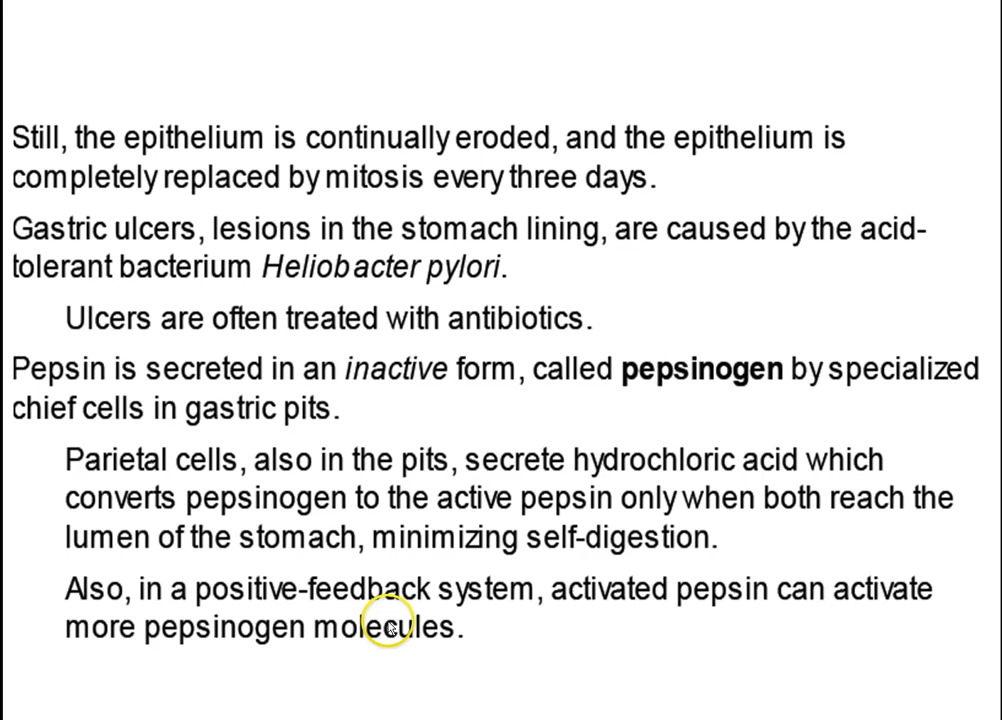 Still, the epithelium is continually eroded, and the epithelium is
completely replaced by mitosis every three days.
Gastric ulcers, lesions in the stomach lining, are caused by the acid-
tolerant bacterium Heliobacter pylori.
Ulcers are often treated with antibiotics.
Pepsin is secreted in an inactive form, called pepsinogen by specialized
chief cells in gastric pits.
Parietal cells, also in the pits, secrete hydrochloric acid which
converts pepsinogen to the active pepsin only when both reach the
lumen of the stomach, minimizing self-digestion.
Also, in a positive-feedback system, activated pepsin can activate
more pepsinogen molecules.